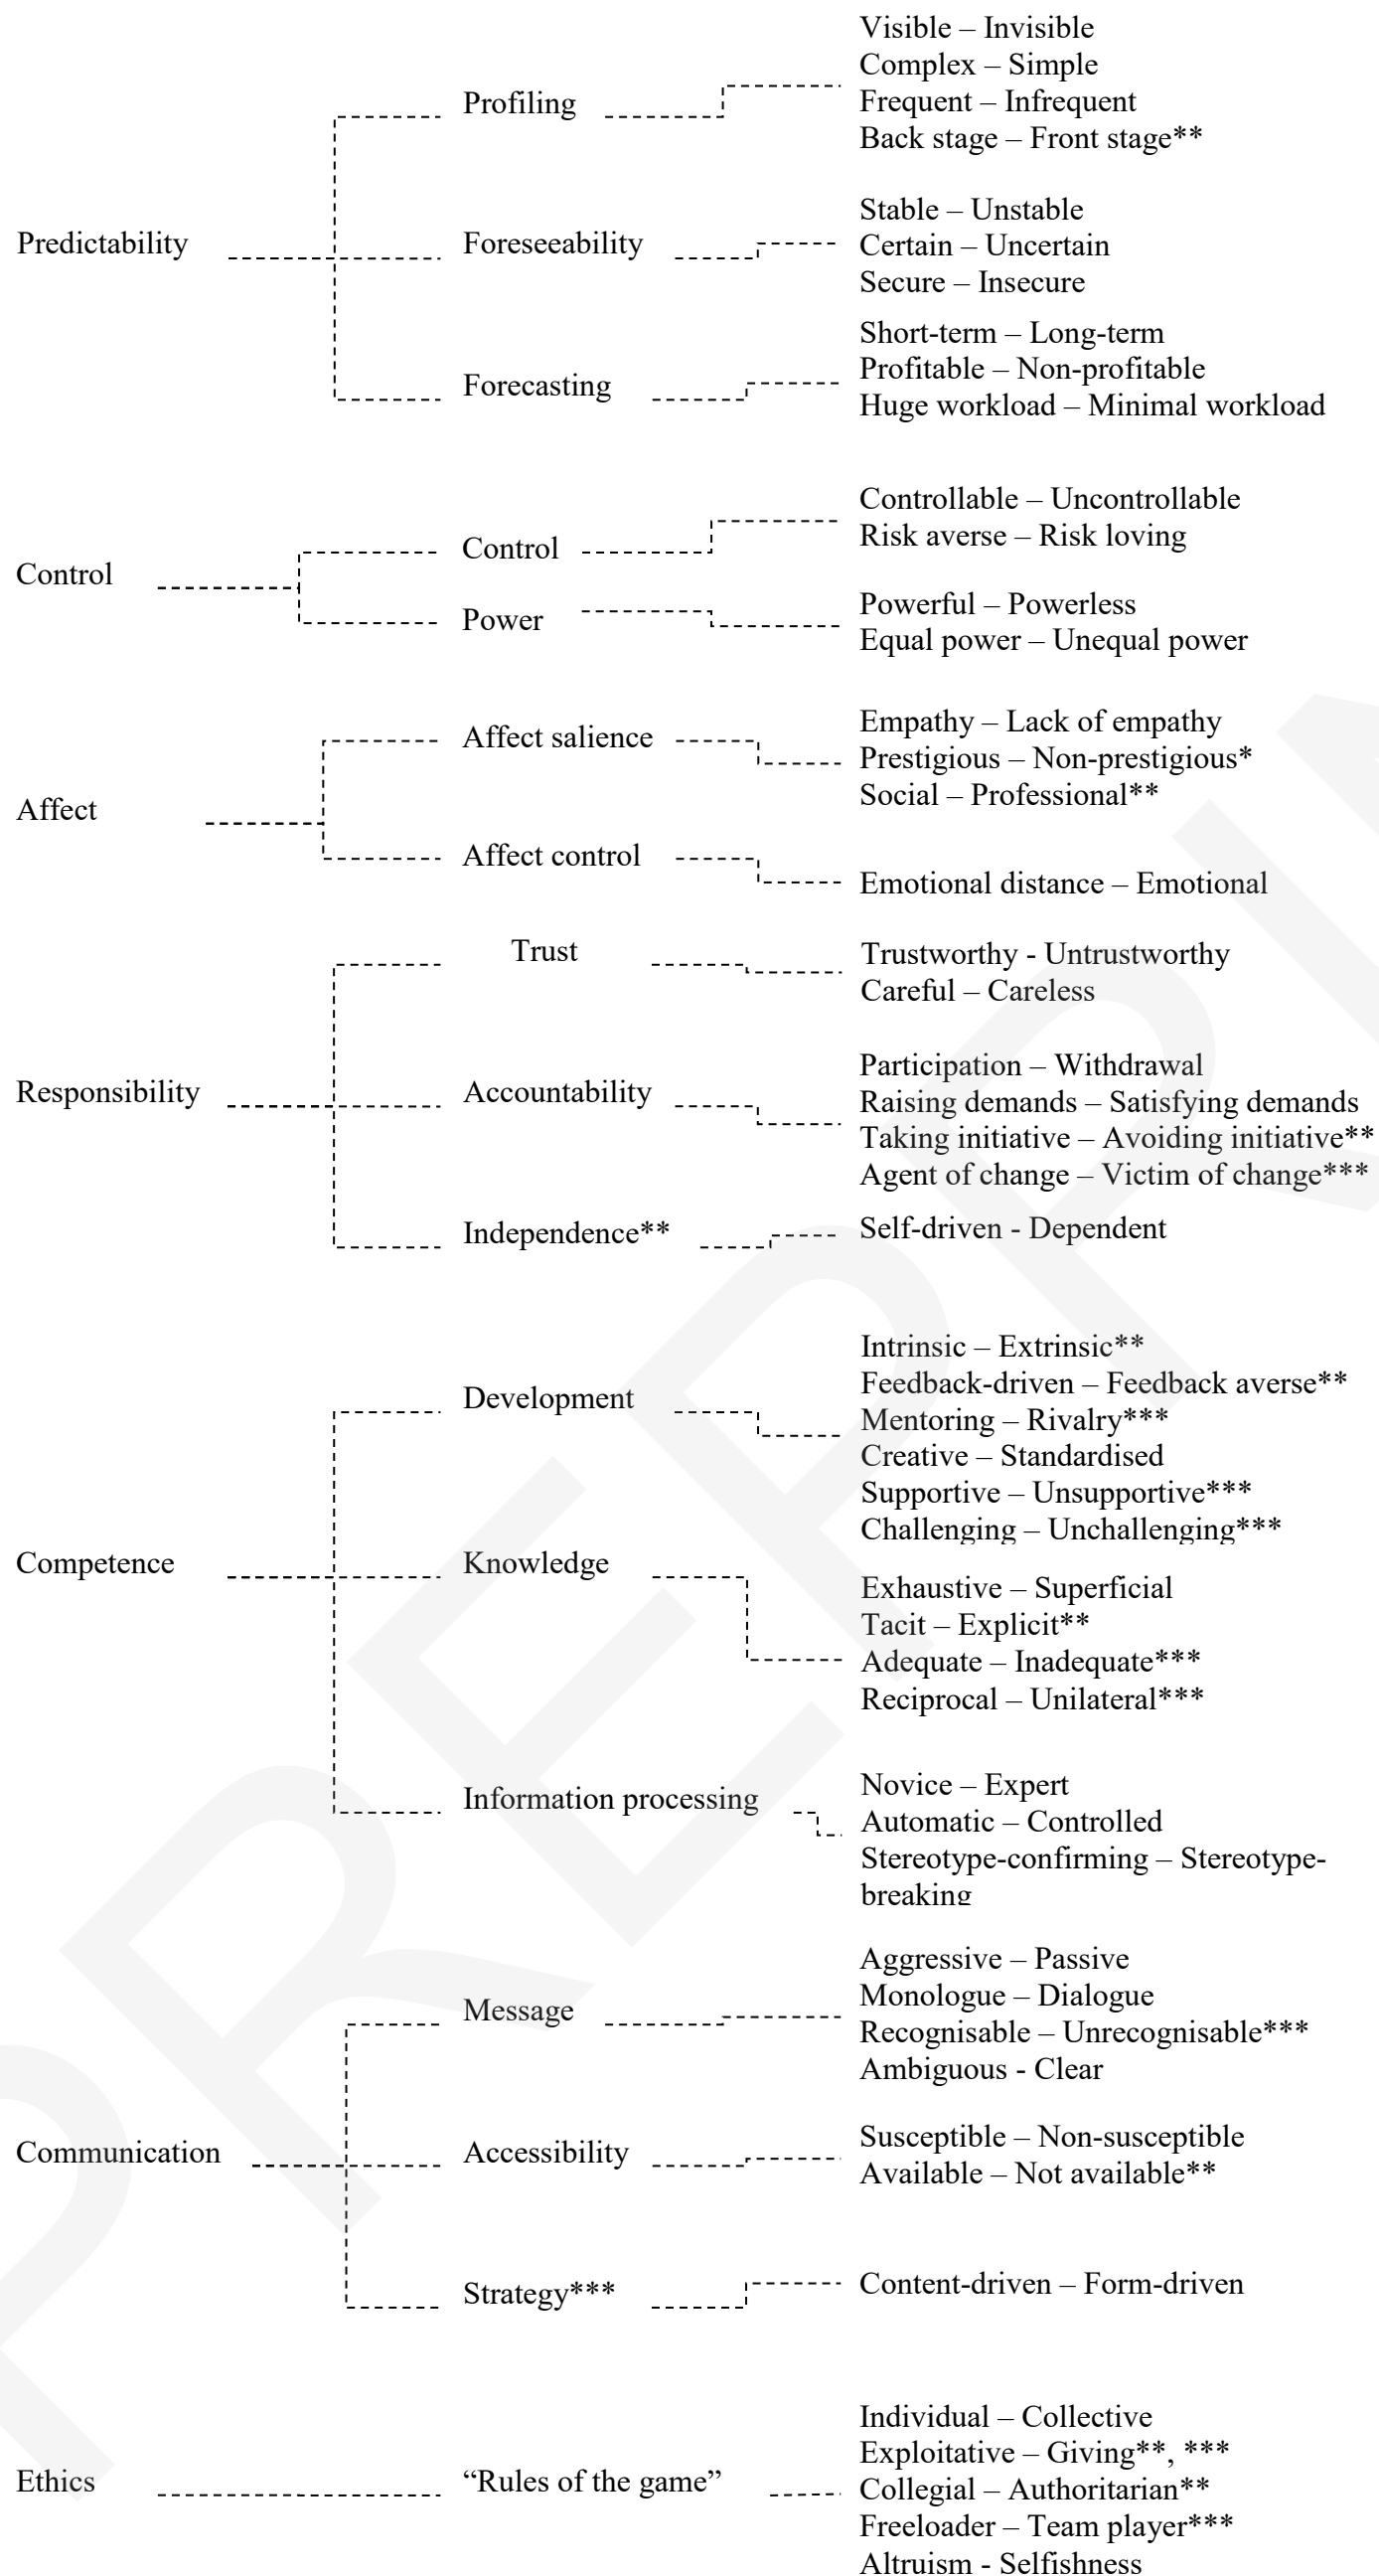 Visible – Invisible
Complex – Simple
Profiling
Frequent – Infrequent
Back stage – Front stage**
Stable – Unstable
Predictability
Foreseeability
Certain – Uncertain
Secure – Insecure
Short-term – Long-term
Forecasting
Profitable – Non-profitable
Huge workload – Minimal workload
Controllable – Uncontrollable
Control
Risk averse – Risk loving
Control
Power
Powerful – Powerless
Equal power – Unequal power
Affect salience
Empathy – Lack of empathy
Prestigious – Non-prestigious*
Social – Professional**
Affect
Affect control
Emotional distance – Emotional
Trust
Trustworthy - Untrustworthy
Careful – Careless
Responsibility
Accountability
Participation – Withdrawal
Raising demands – Satisfying demands
Taking initiative – Avoiding initiative**
Agent of change – Victim of change***
Independence**
Self-driven - Dependent
Development
Intrinsic – Extrinsic**
Feedback-driven – Feedback averse**
Mentoring – Rivalry***
Creative – Standardised
Supportive – Unsupportive***
Challenging – Unchallenging***
Competence
Knowledge
Exhaustive – Superficial
Tacit – Explicit**
Adequate – Inadequate***
Reciprocal – Unilateral***
Information processing
Novice – Expert
Automatic – Controlled
Stereotype-confirming – Stereotype-
breaking
Message
Aggressive – Passive
Monologue – Dialogue
Recognisable – Unrecognisable***
Ambiguous - Clear
Communication
Accessibility
Susceptible – Non-susceptible
Available – Not available**
Strategy***
Content-driven – Form-driven
Ethics
“Rules of the game”
Individual – Collective
Exploitative – Giving**, ***
Collegial – Authoritarian**
Freeloader – Team player***
Altruism - Selfishness